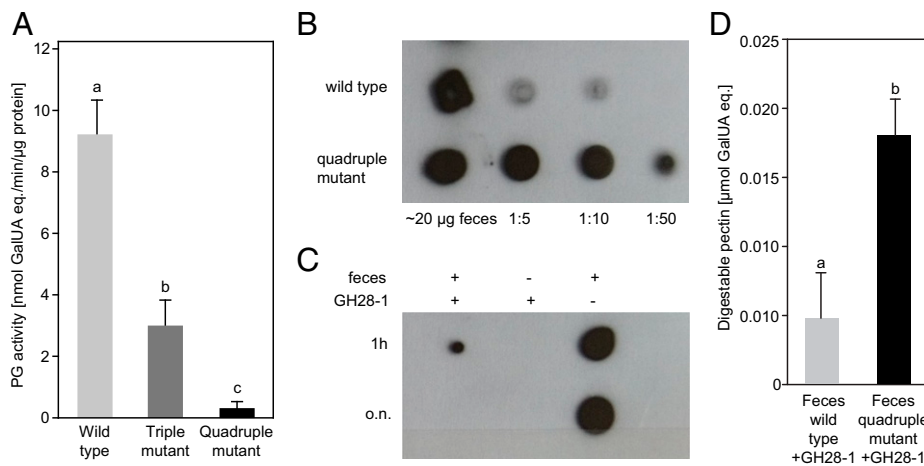 A
PG activity [nmol GalUA eq./min/µg protein]
12
10
8
6
4
2
0
a
b
c
Wild
type
Triple
mutant
Quadruple
mutant
B
wild type
quadruple
mutant
~20 µg feces 1:5 1:10 1:50
C
feces + - +
GH28-1 + + -
1h
o.n.
D
Digestable pectin [µmol GalUA eq.]
0.025
0.020
0.015
0.010
0.010
0
a
b
Feces
wild
type
+GH28-1
Feces
quadruple
mutant
+GH28-1